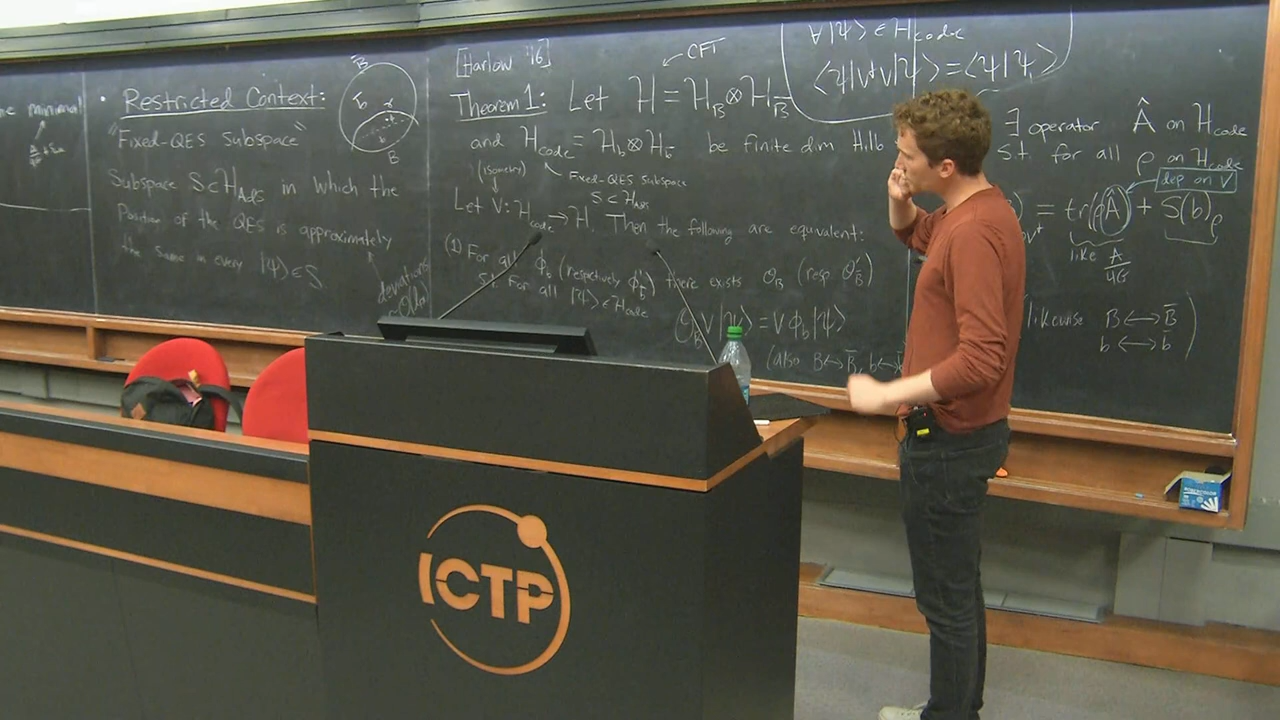 minimal
• Restricted Context:
"Fixed-QES Subspace"
Subspace S⊂H_AdS in which the
Position of the QES is approximately
the same in every |ψ⟩∈S
deviations
B̄
b̄
b
B
[Harlow '16]
← CFT
Theorem 1: Let H = H_B ⊗ H_B̄
and H_code = H_b ⊗ H_b̄ be finite dim Hilb
(isometry)
Fixed-QES Subspace
S⊂H_AdS
Let V: H_code → H. Then the following are equivalent:
(1) For all ϕ_b (respectively ϕ'_b̄) there exists O_B (resp. O'_B̄)
s.t. for all |ψ⟩∈H_code
O_B V|ψ⟩ = V ϕ_b |ψ⟩
(also B↔B̄, b↔
∀|ψ⟩∈H_code
⟨ψ|V†V|ψ⟩ = ⟨ψ|ψ⟩
∃ operator Â on H_code
s.t. for all ρ on H_code
dep on V
= tr(ρÂ) + S(b)_ρ
like A/4G
likewise B↔B̄
b↔b̄ )
ICTP